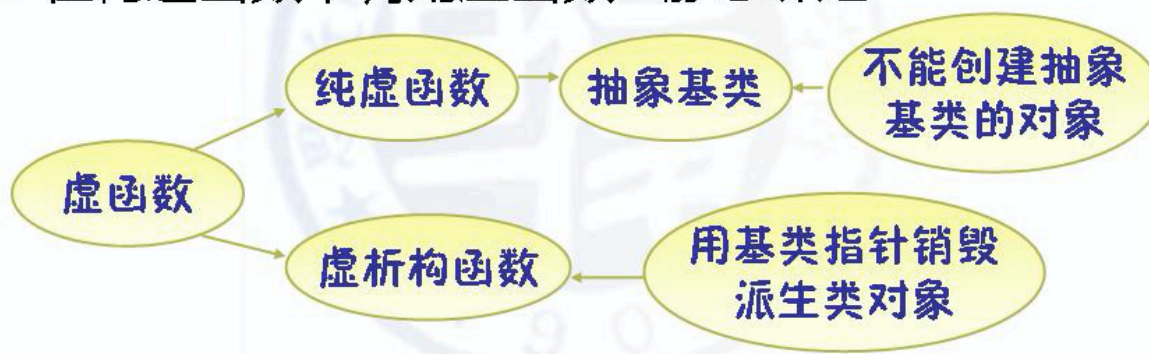 纯虚函数
抽象基类
不能创建抽象
基类的对象
虚函数
虚析构函数
用基类指针销毁
派生类对象